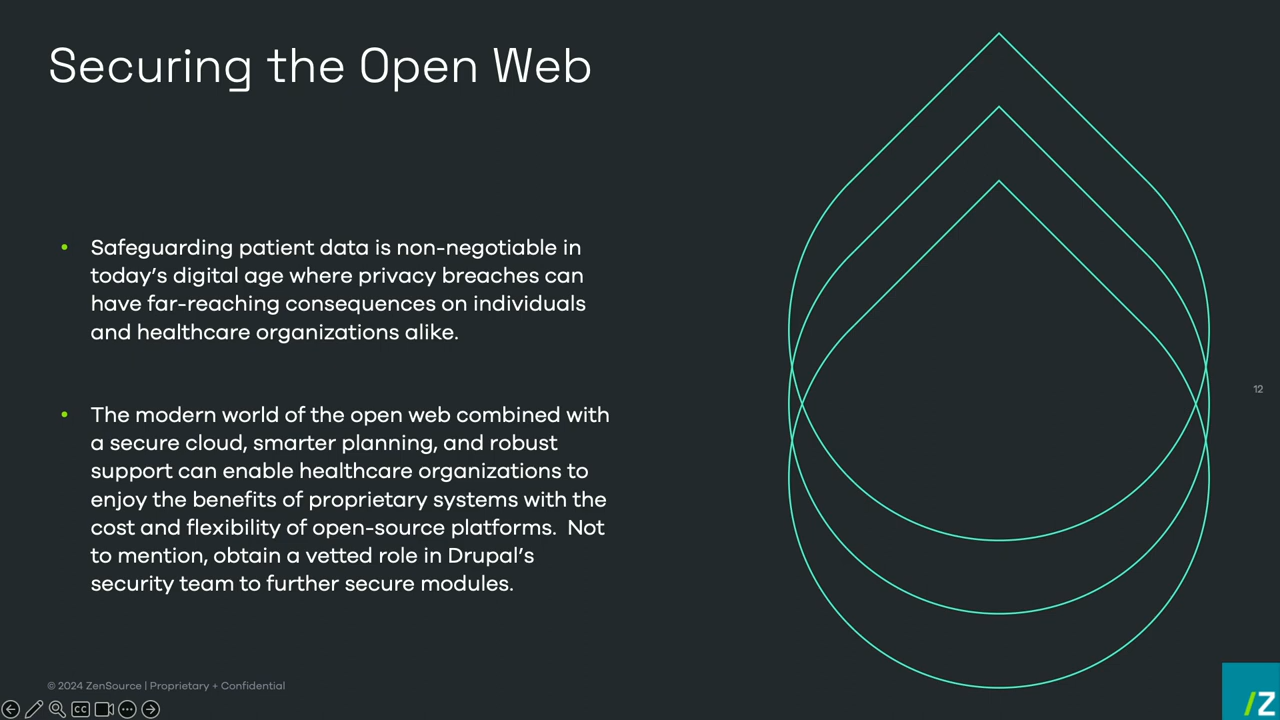 Securing the Open Web
• Safeguarding patient data is non-negotiable in
today’s digital age where privacy breaches can
have far-reaching consequences on individuals
and healthcare organizations alike.
• The modern world of the open web combined with
a secure cloud, smarter planning, and robust
support can enable healthcare organizations to
enjoy the benefits of proprietary systems with the
cost and flexibility of open-source platforms.  Not
to mention, obtain a vetted role in Drupal’s
security team to further secure modules.
12
© 2024 ZenSource | Proprietary + Confidential
CC
/Z